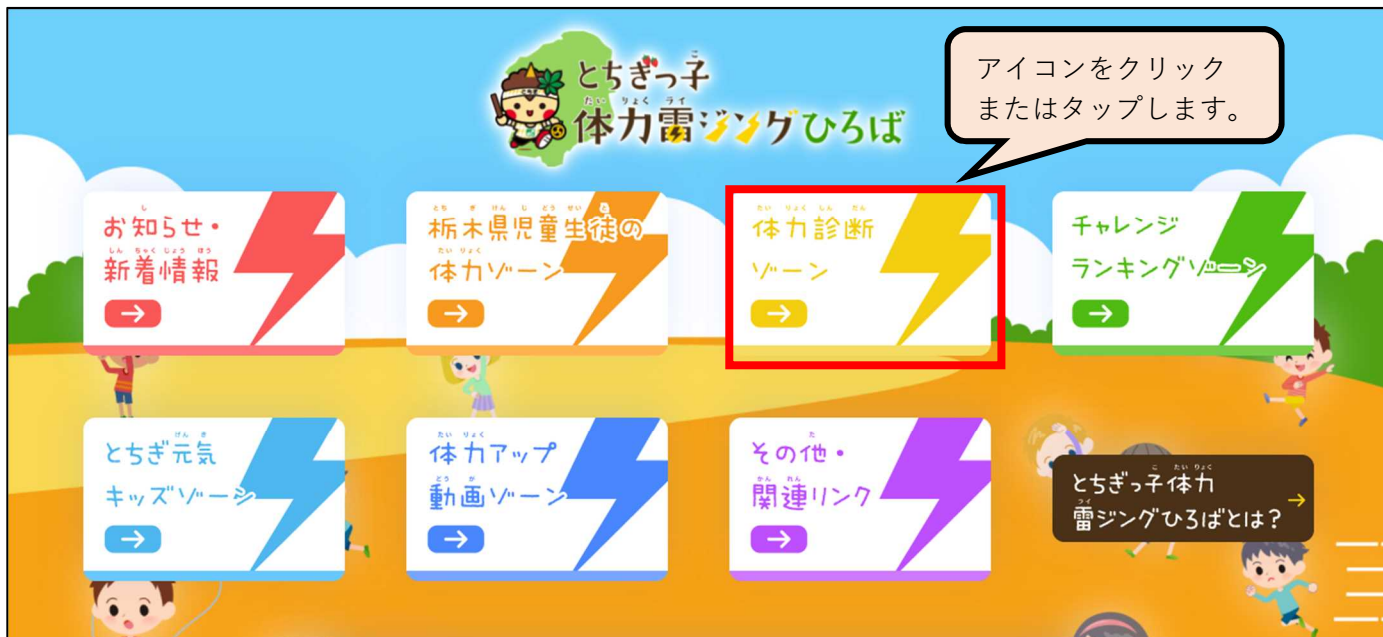 とちぎっ子
体力雷ジングひろば
アイコンをクリック
またはタップします。
お知らせ・
新着情報
栃木県児童生徒の
体力ゾーン
体力診断
ゾーン
チャレンジ
ランキングゾーン
とちぎ元気
キッズゾーン
体力アップ
動画ゾーン
その他・
関連リンク
とちぎっ子体力
雷ジングひろばとは?